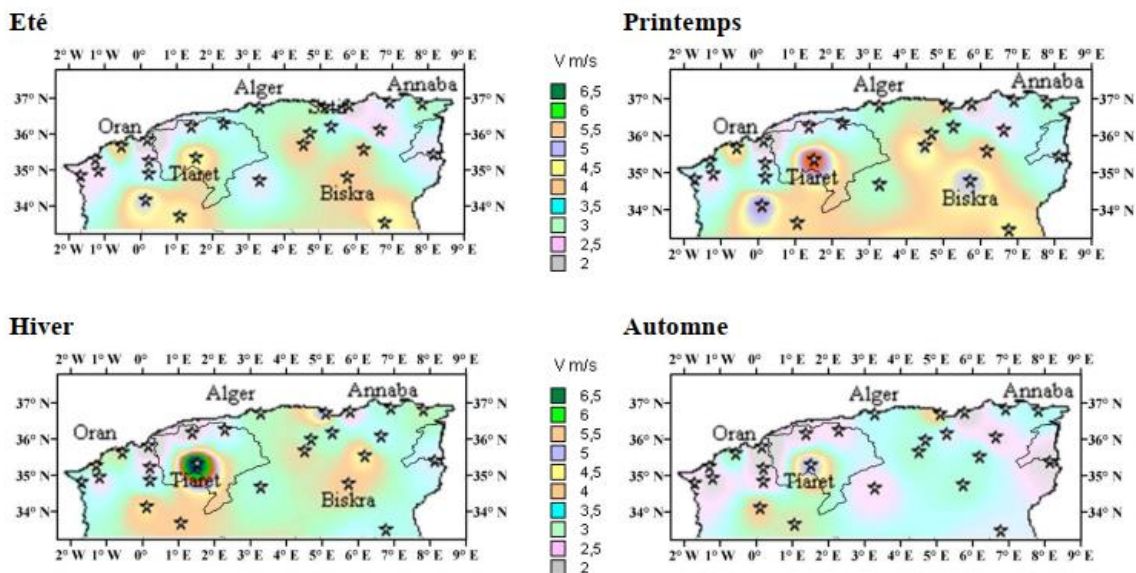 Eté
2° W 1° W 0° 1° E 2° E 3° E 4° E 5° E 6° E 7° E 8° E 9° E
37° N
36° N
35° N
34° N
Alger
Annaba
Oran
Tiaret
Biskra
37° N
36° N
35° N
34° N
2° W 1° W 0° 1° E 2° E 3° E 4° E 5° E 6° E 7° E 8° E 9° E
V m/s
6,5
6
5,5
5
4,5
4
3,5
3
2,5
2
Printemps
2° W 1° W 0° 1° E 2° E 3° E 4° E 5° E 6° E 7° E 8° E 9° E
37° N
36° N
35° N
34° N
Alger
Annaba
Oran
Tiaret
Biskra
37° N
36° N
35° N
34° N
2° W 1° W 0° 1° E 2° E 3° E 4° E 5° E 6° E 7° E 8° E 9° E
Hiver
2° W 1° W 0° 1° E 2° E 3° E 4° E 5° E 6° E 7° E 8° E 9° E
37° N
36° N
35° N
34° N
Alger
Annaba
Oran
Tiaret
Biskra
37° N
36° N
35° N
34° N
2° W 1° W 0° 1° E 2° E 3° E 4° E 5° E 6° E 7° E 8° E 9° E
V m/s
6,5
6
5,5
5
4,5
4
3,5
3
2,5
2
Automne
2° W 1° W 0° 1° E 2° E 3° E 4° E 5° E 6° E 7° E 8° E 9° E
37° N
36° N
35° N
34° N
Alger
Annaba
Oran
Tiaret
Biskra
37° N
36° N
35° N
34° N
2° W 1° W 0° 1° E 2° E 3° E 4° E 5° E 6° E 7° E 8° E 9° E